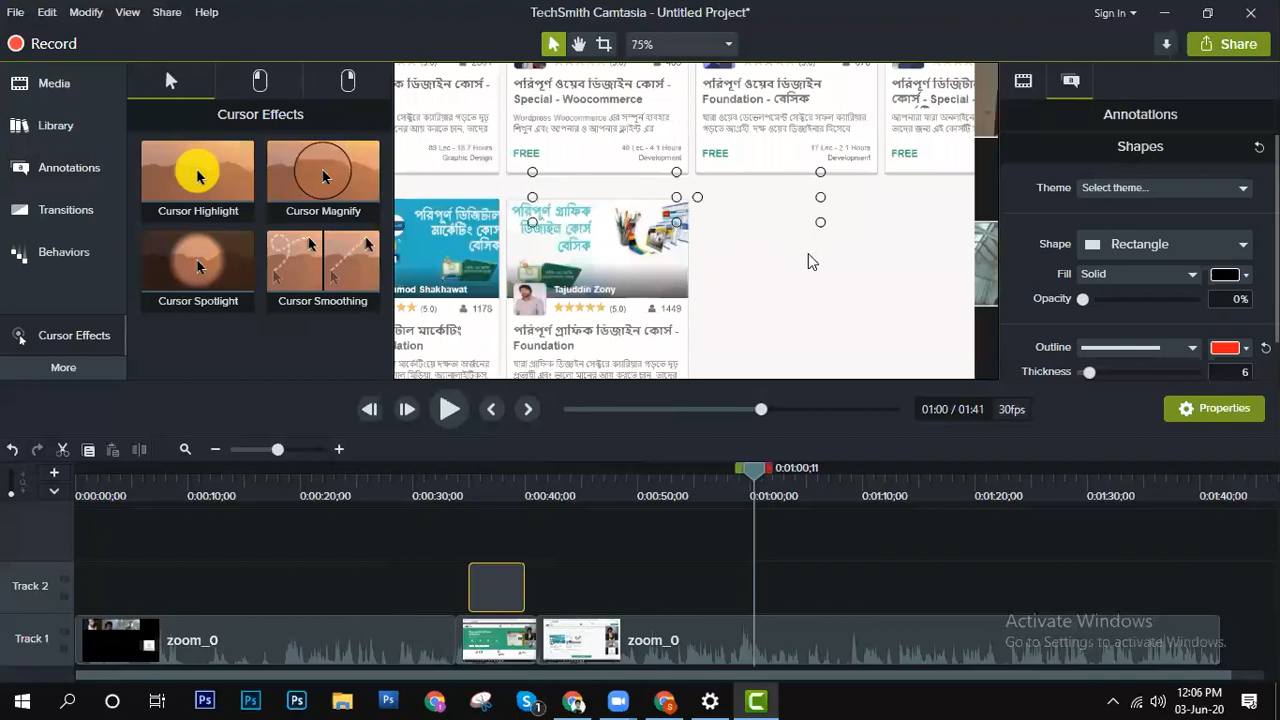 File Edit Modify View Share Help
TechSmith Camtasia - Untitled Project*
Sign In
Record
75%
Share
Media
Library
Annotations
Transitions
Behaviors
Cursor Effects
More
Cursor Effects
Cursor Highlight
Cursor Magnify
Cursor Spotlight
Cursor Smoothing
ক ডিজাইন কোর্স -
পরিপূর্ণ ওয়েব ডিজাইন কোর্স -
Special - Woocommerce
FREE
Development
Graphic Design
পরিপূর্ণ ওয়েব ডিজাইন
Foundation - বেসিক
FREE
Development
পরিপূর্ণ ডিজিটাল
কোর্স - Special -
FREE
পরিপূর্ণ ডিজিটাল
মার্কেটিং কোর্স
বেসিক
mod Shakhawat
(5.0) 1178
টাল মার্কেটিং
lation
পরিপূর্ণ গ্রাফিক
ডিজাইন কোর্স
বেসিক
Tajuddin Zony
(5.0) 1449
পরিপূর্ণ গ্রাফিক ডিজাইন কোর্স -
Foundation
Annotations
Shapes
Theme Select theme...
Shape Rectangle
Fill Solid
Opacity 0%
Outline
Thickness 6
01:00 / 01:41 30fps
Properties
0:01:00;11
0:00:00;00 0:00:10;00 0:00:20;00 0:00:30;00 0:00:40;00 0:00:50;00 0:01:00;00 0:01:10;00 0:01:20;00 0:01:30;00 0:01:40;00
Track 2
Track 1
zoom_0
zoom_0
Activate Windows
ettings to activate Windows
12:06 PM
03-Jun-20